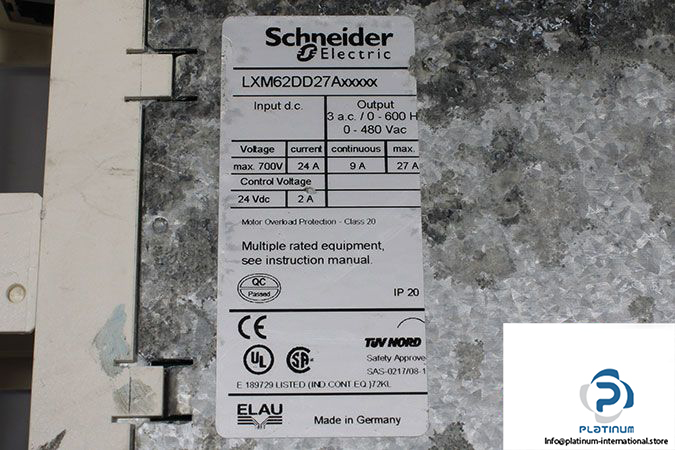 Schneider
Electric
LXM62DD27Axxxxx
Input d.c.
Output
3 a.c. / 0 - 600 H
0 - 480 Vac
Voltage current continuous max.
max. 700V 24 A 9 A 27 A
Control Voltage
24 Vdc 2 A
Motor Overload Protection - Class 20
Multiple rated equipment,
see instruction manual.
QC
Passed
IP 20
CE
TÜV NORD
UL
SA
Safety Approve
SAS-0217/08-1
E 189729 LISTED (IND CONT EQ )72KL
ELAU
Made in Germany
PLATINUM
Info@platinum-international.store